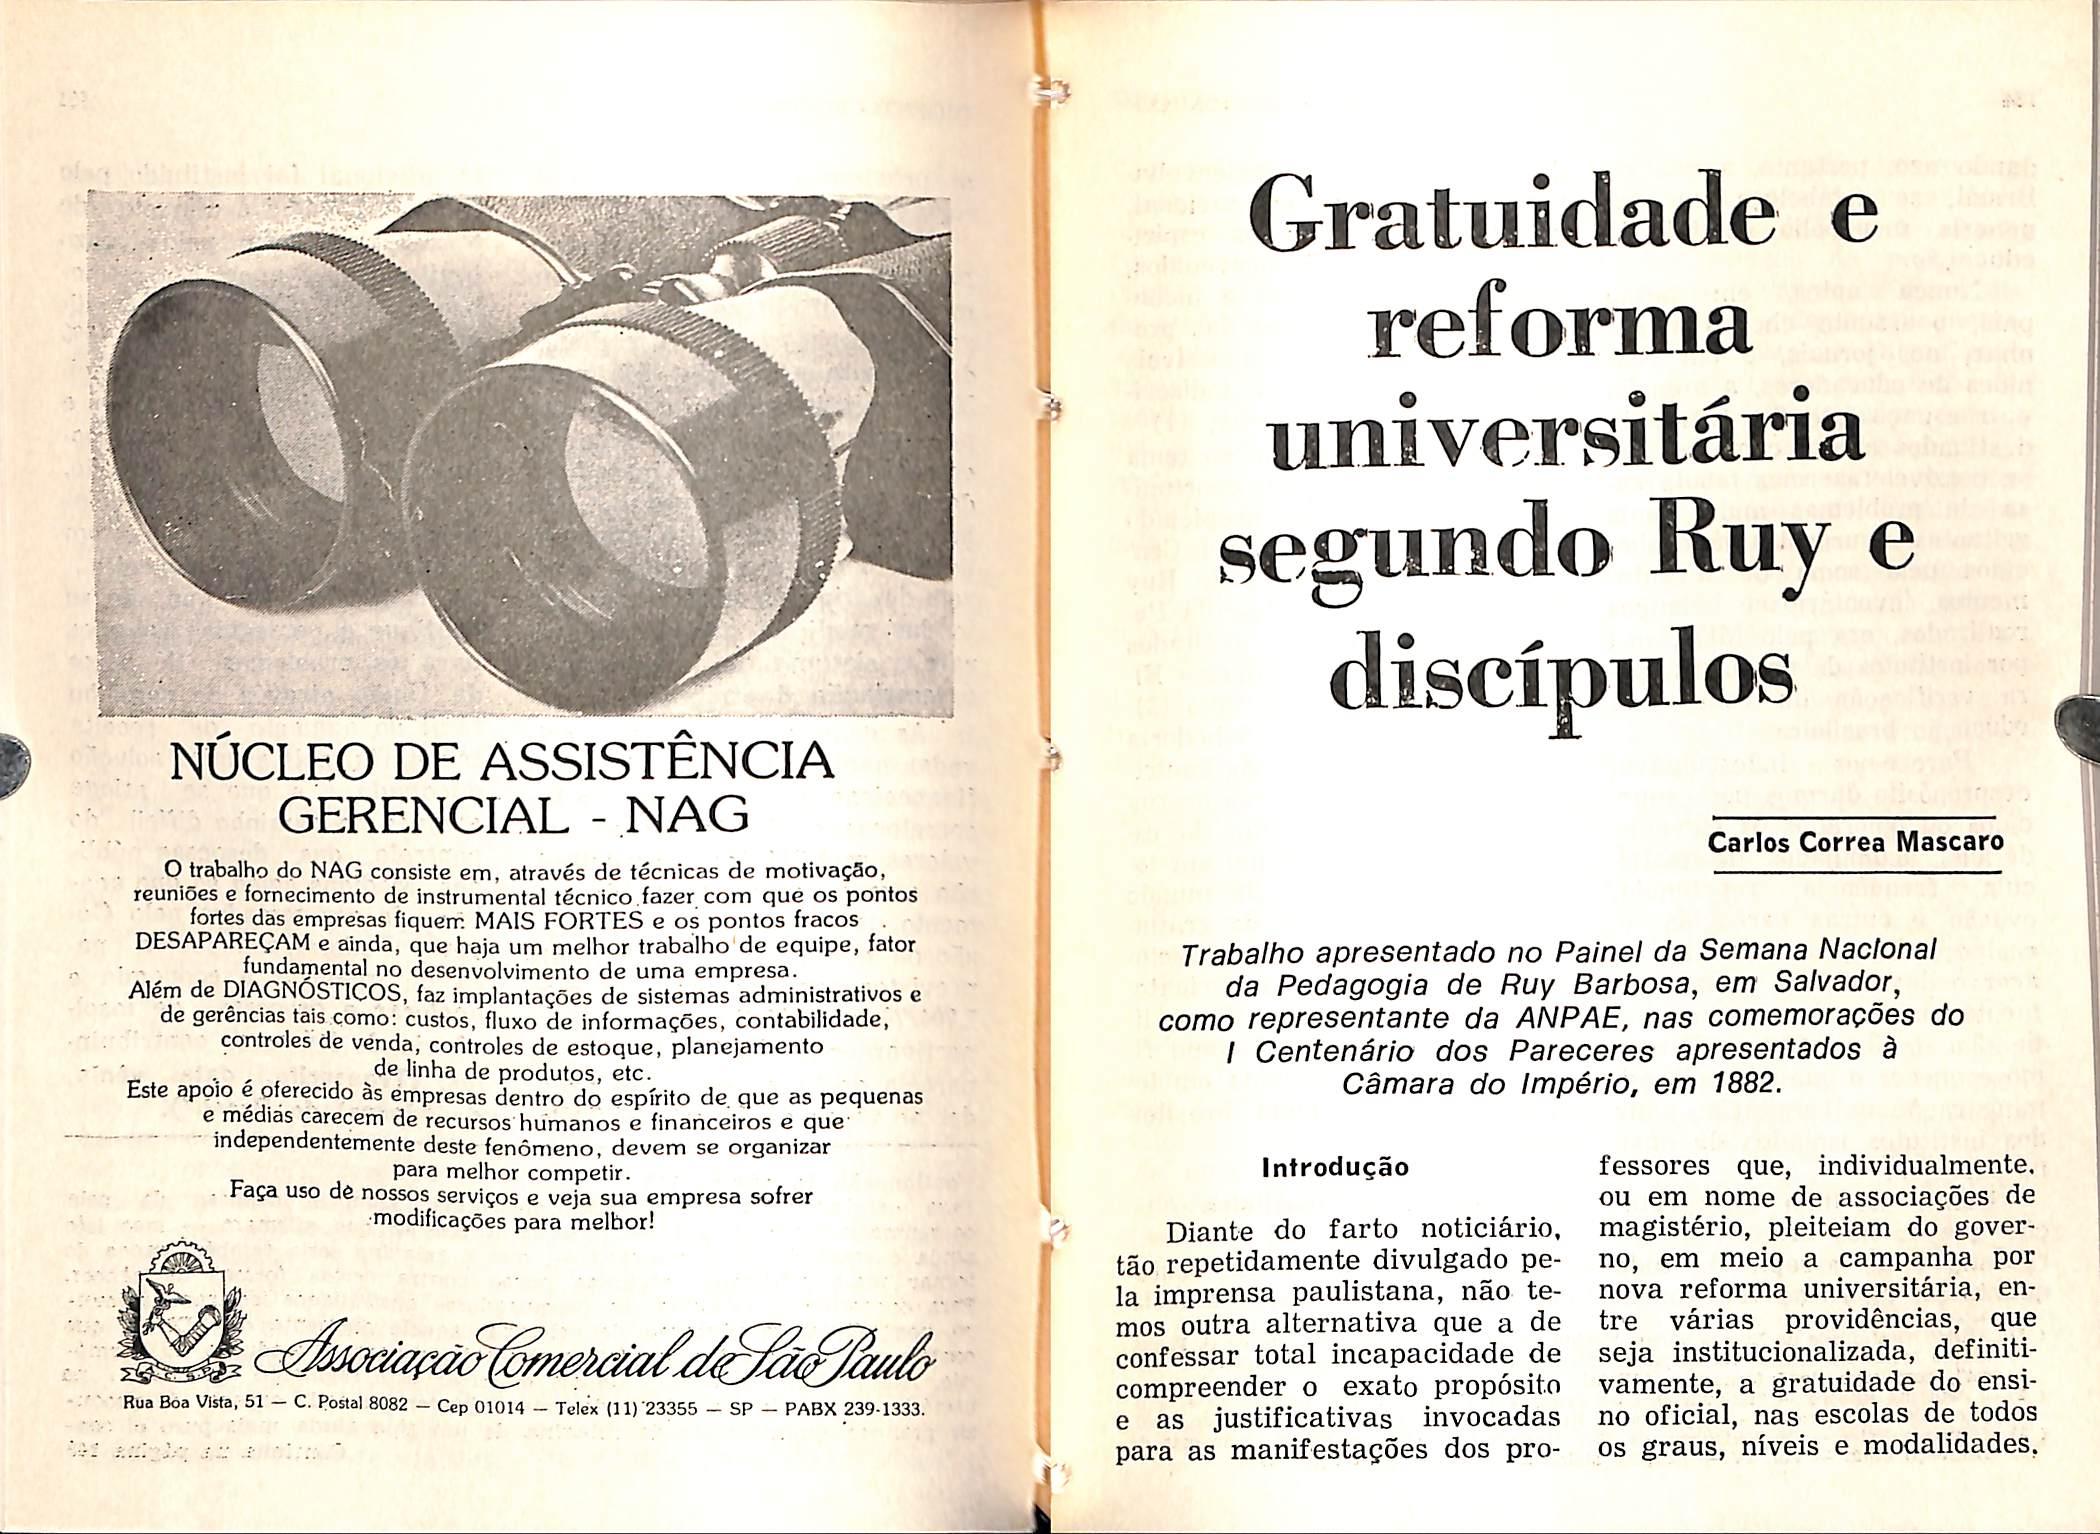 NÚCLEO DE ASSISTÊNCIA
GERENCIAL - NAG
O trabalho do NAG consiste em, através de técnicas de motivação,
reuniões e fornecimento de instrumental técnico fazer com que os pontos
fortes das empresas fiquem MAIS FORTES e os pontos fracos
DESAPAREÇAM e ainda, que haja um melhor trabalho de equipe, fator
fundamental no desenvolvimento de uma empresa.
Além de DIAGNÓSTICOS, faz implantações de sistemas administrativos e
de gerências tais como: custos, fluxo de informações, contabilidade,
controles de venda, controles de estoque, planejamento
de linha de produtos, etc.
Este apoio é oferecido às empresas dentro do espírito de que as pequenas
e médias carecem de recursos humanos e financeiros e que
independentemente deste fenômeno, devem se organizar
para melhor competir.
Faça uso de nossos serviços e veja sua empresa sofrer
modificações para melhor!
Associação Comercial de São Paulo
Rua Boa Vista, 51 — C. Postal 8082 — Cep 01014 — Telex (11) 23355 — SP — PABX 239-1333.
Gratuidade e
reforma
universitária
segundo Ruy e
discípulos
Carlos Correa Mascaro
Trabalho apresentado no Painel da Semana Nacional
da Pedagogia de Ruy Barbosa, em Salvador,
como representante da ANPAE, nas comemorações do
I Centenário dos Pareceres apresentados à
Câmara do Império, em 1882.
Introdução
Diante do farto noticiário,
tão repetidamente divulgado pe-
la imprensa paulistana, não te-
mos outra alternativa que a de
confessar total incapacidade de
compreender o exato propósito
e as justificativas invocadas
para as manifestações dos pro-
fessores que, individualmente,
ou em nome de associações de
magistério, pleiteiam do gover-
no, em meio a campanha por
nova reforma universitária, en-
tre várias providências, que
seja institucionalizada, definiti-
vamente, a gratuidade do ensi-
no oficial, nas escolas de todos
os graus, níveis e modalidades.